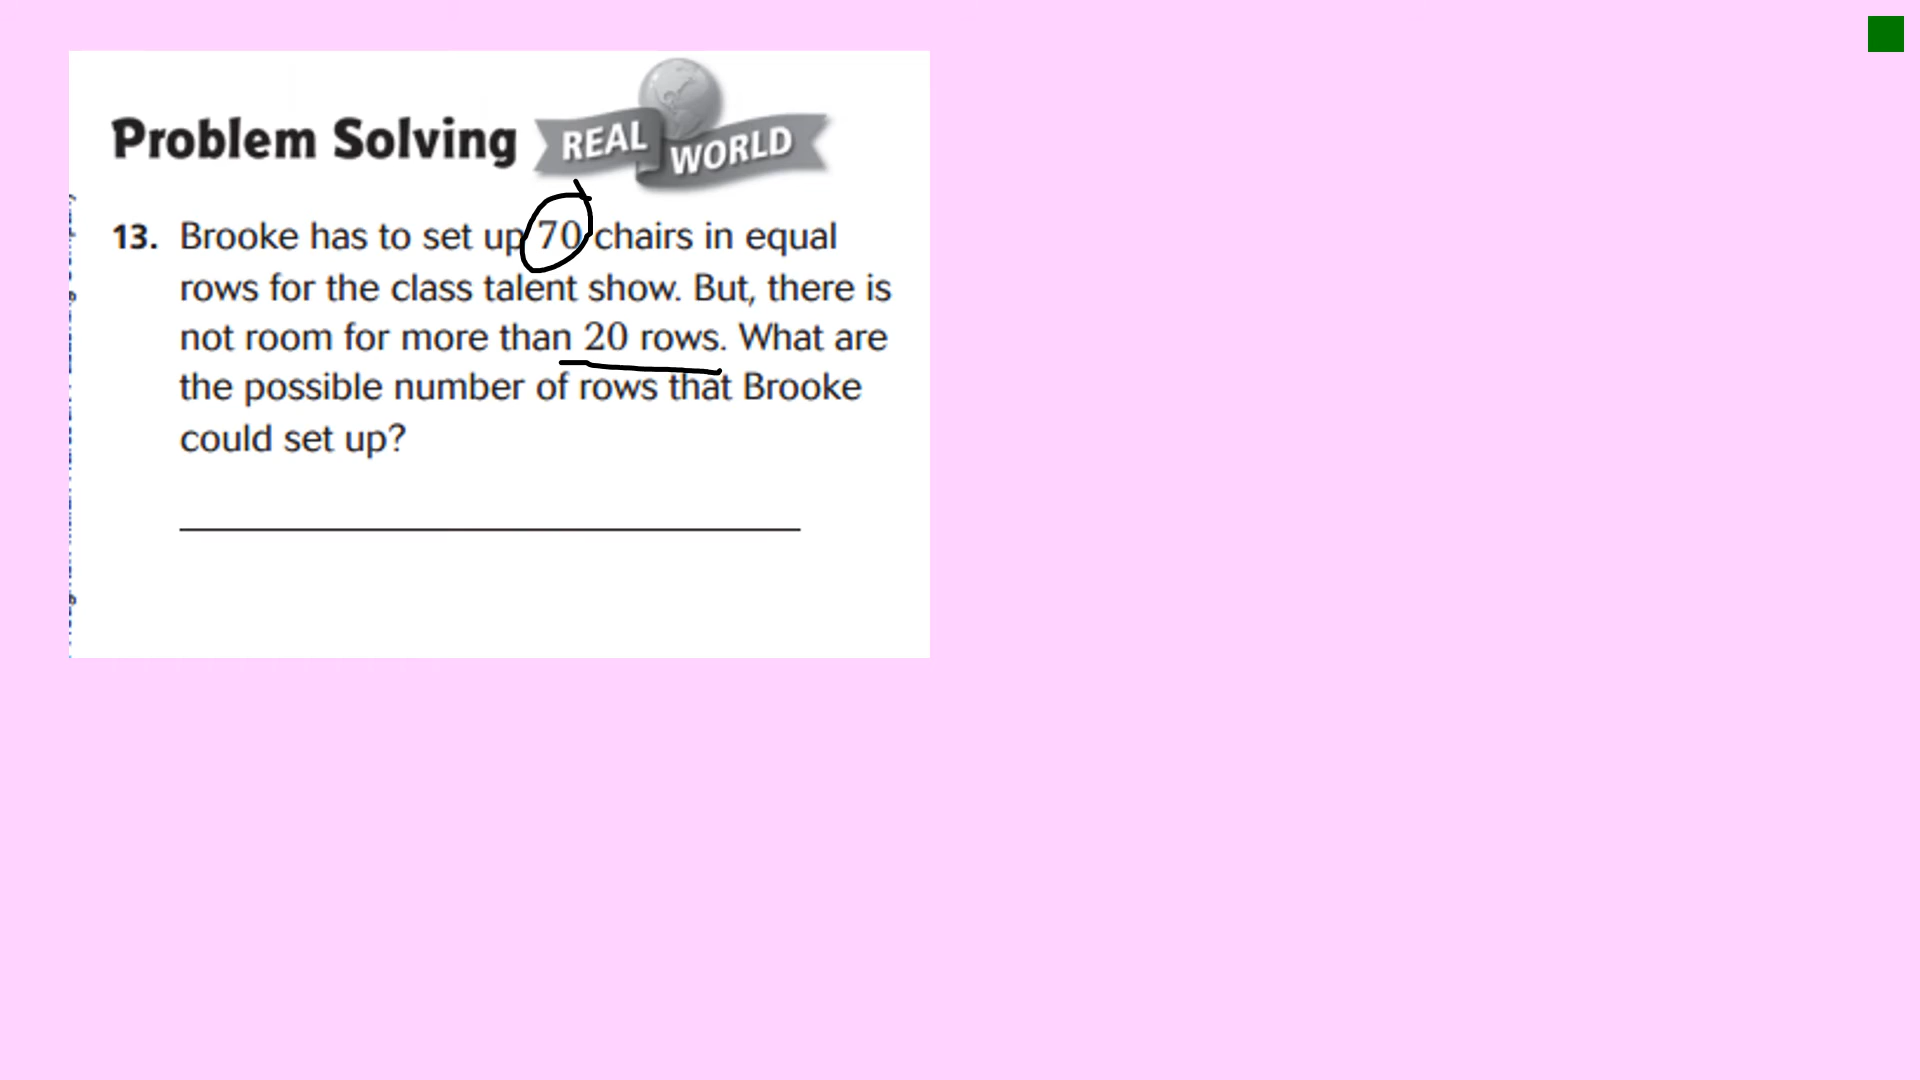 Problem Solving REAL WORLD
13. Brooke has to set up 70 chairs in equal
rows for the class talent show. But, there is
not room for more than 20 rows. What are
the possible number of rows that Brooke
could set up?